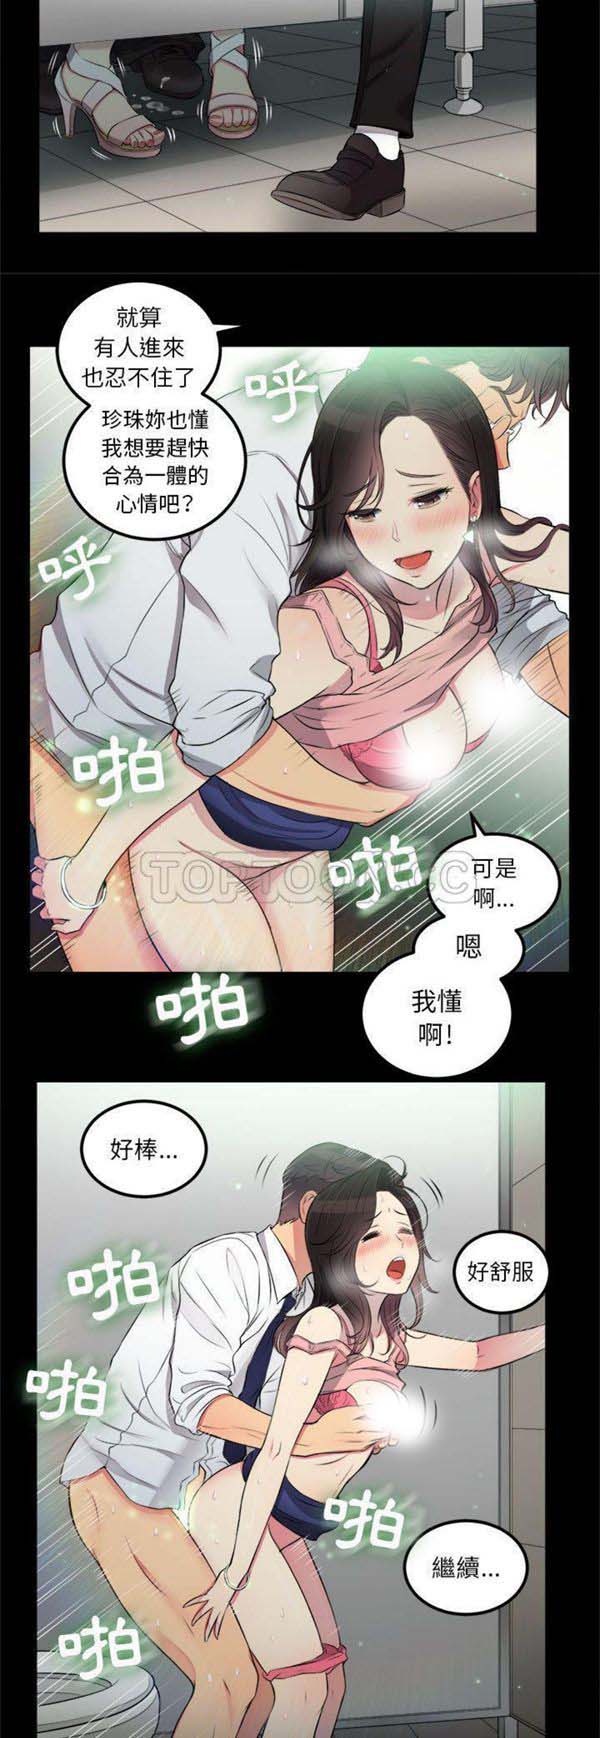 就算
有人進來
也忍不住了
珍珠妳也懂
我想要趕快
合為一體的
心情吧？
呼
呼
啪
啪
TOPTOON.CC
可是
啊...
嗯
我懂
啊！
啪
好棒...
好舒服
啪
啪
啪
繼續...
啪